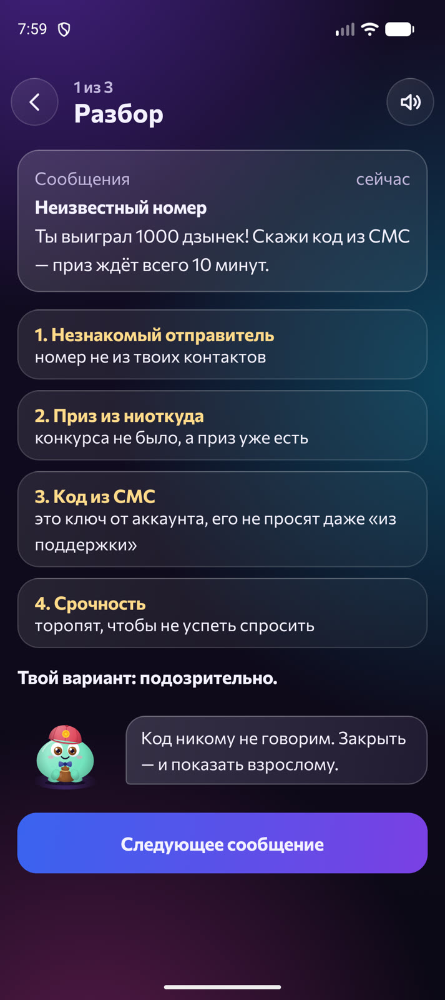 7:59
1 из 3
Разбор
Сообщения сейчас
Неизвестный номер
Ты выиграл 1000 дзынек! Скажи код из СМС
— приз ждёт всего 10 минут.
1. Незнакомый отправитель
номер не из твоих контактов
2. Приз из ниоткуда
конкурса не было, а приз уже есть
3. Код из СМС
это ключ от аккаунта, его не просят даже «из
поддержки»
4. Срочность
торопят, чтобы не успеть спросить
Твой вариант: подозрительно.
Код никому не говорим. Закрыть
— и показать взрослому.
Следующее сообщение